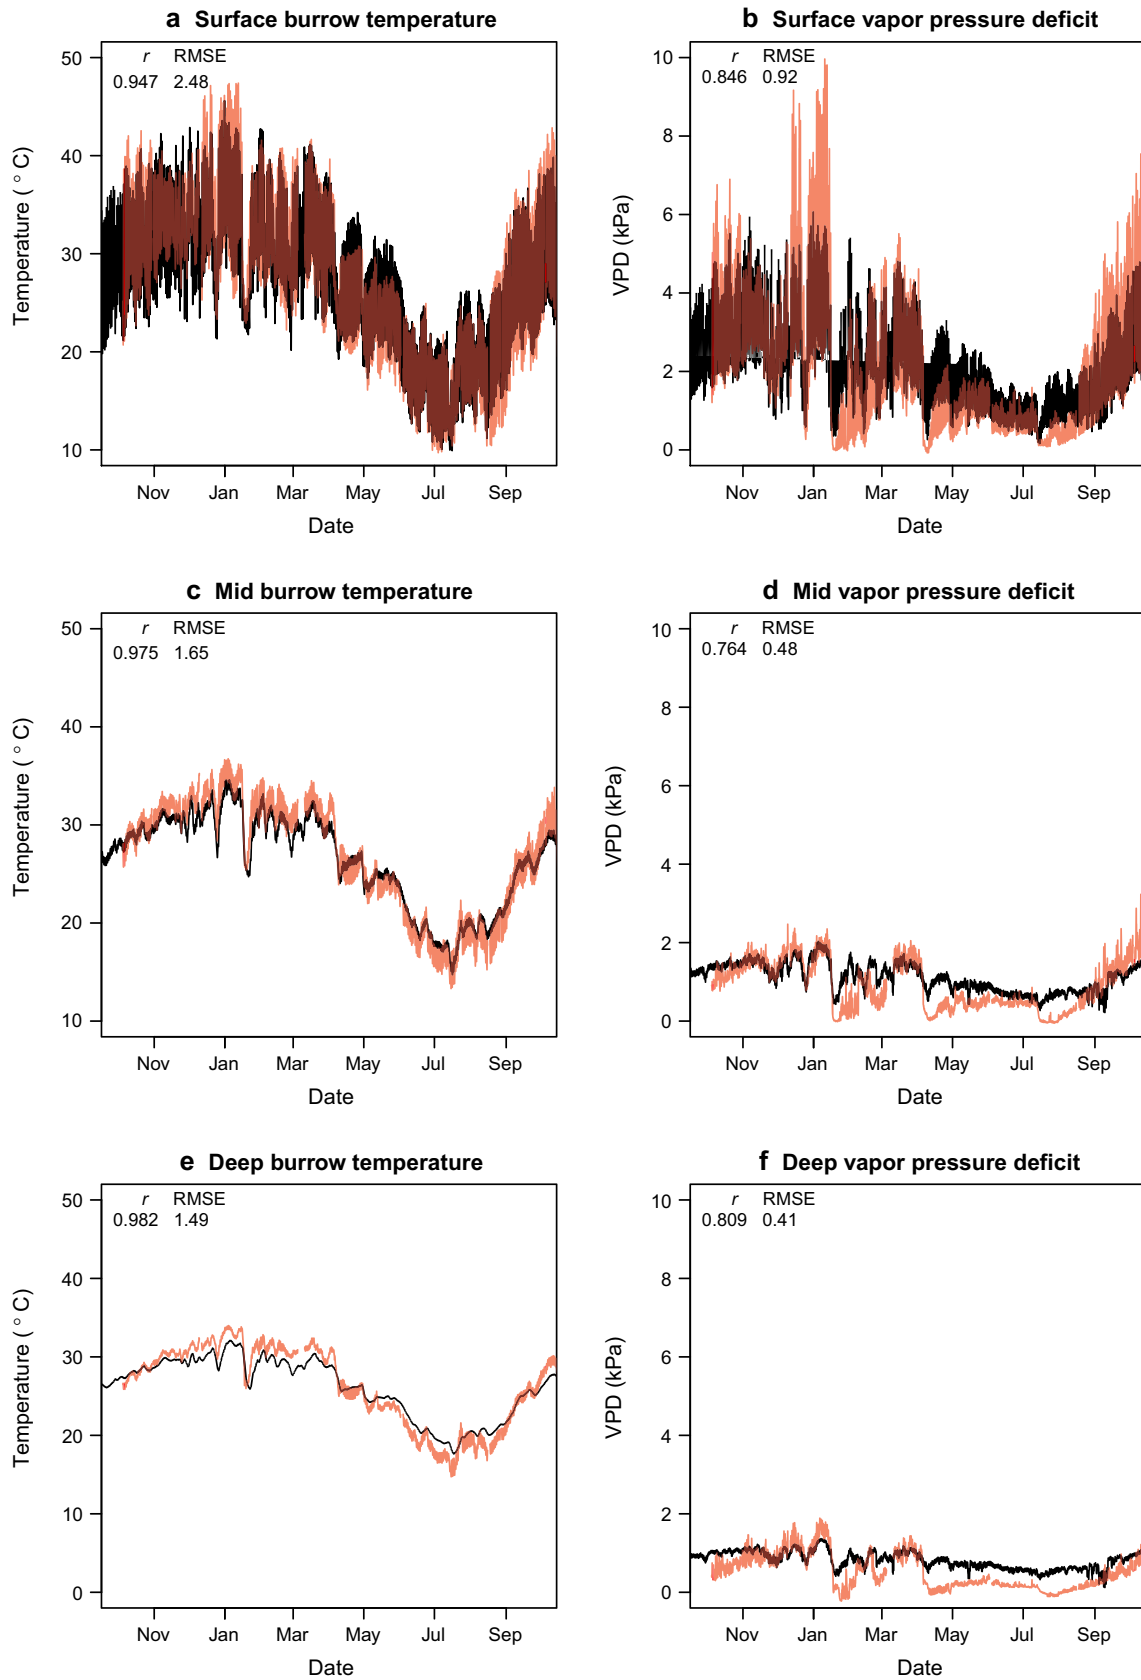 a Surface burrow temperature
r RMSE
0.947 2.48
50
40
30
20
10
Temperature ( ° C)
Nov Jan Mar May Jul Sep
Date
b Surface vapor pressure deficit
r RMSE
0.846 0.92
10
8
6
4
2
0
VPD (kPa)
Nov Jan Mar May Jul Sep
Date
c Mid burrow temperature
r RMSE
0.975 1.65
50
40
30
20
10
Temperature ( ° C)
Nov Jan Mar May Jul Sep
Date
d Mid vapor pressure deficit
r RMSE
0.764 0.48
10
8
6
4
2
0
VPD (kPa)
Nov Jan Mar May Jul Sep
Date
e Deep burrow temperature
r RMSE
0.982 1.49
50
40
30
20
10
0
Temperature ( ° C)
Nov Jan Mar May Jul Sep
Date
f Deep vapor pressure deficit
r RMSE
0.809 0.41
10
8
6
4
2
0
VPD (kPa)
Nov Jan Mar May Jul Sep
Date